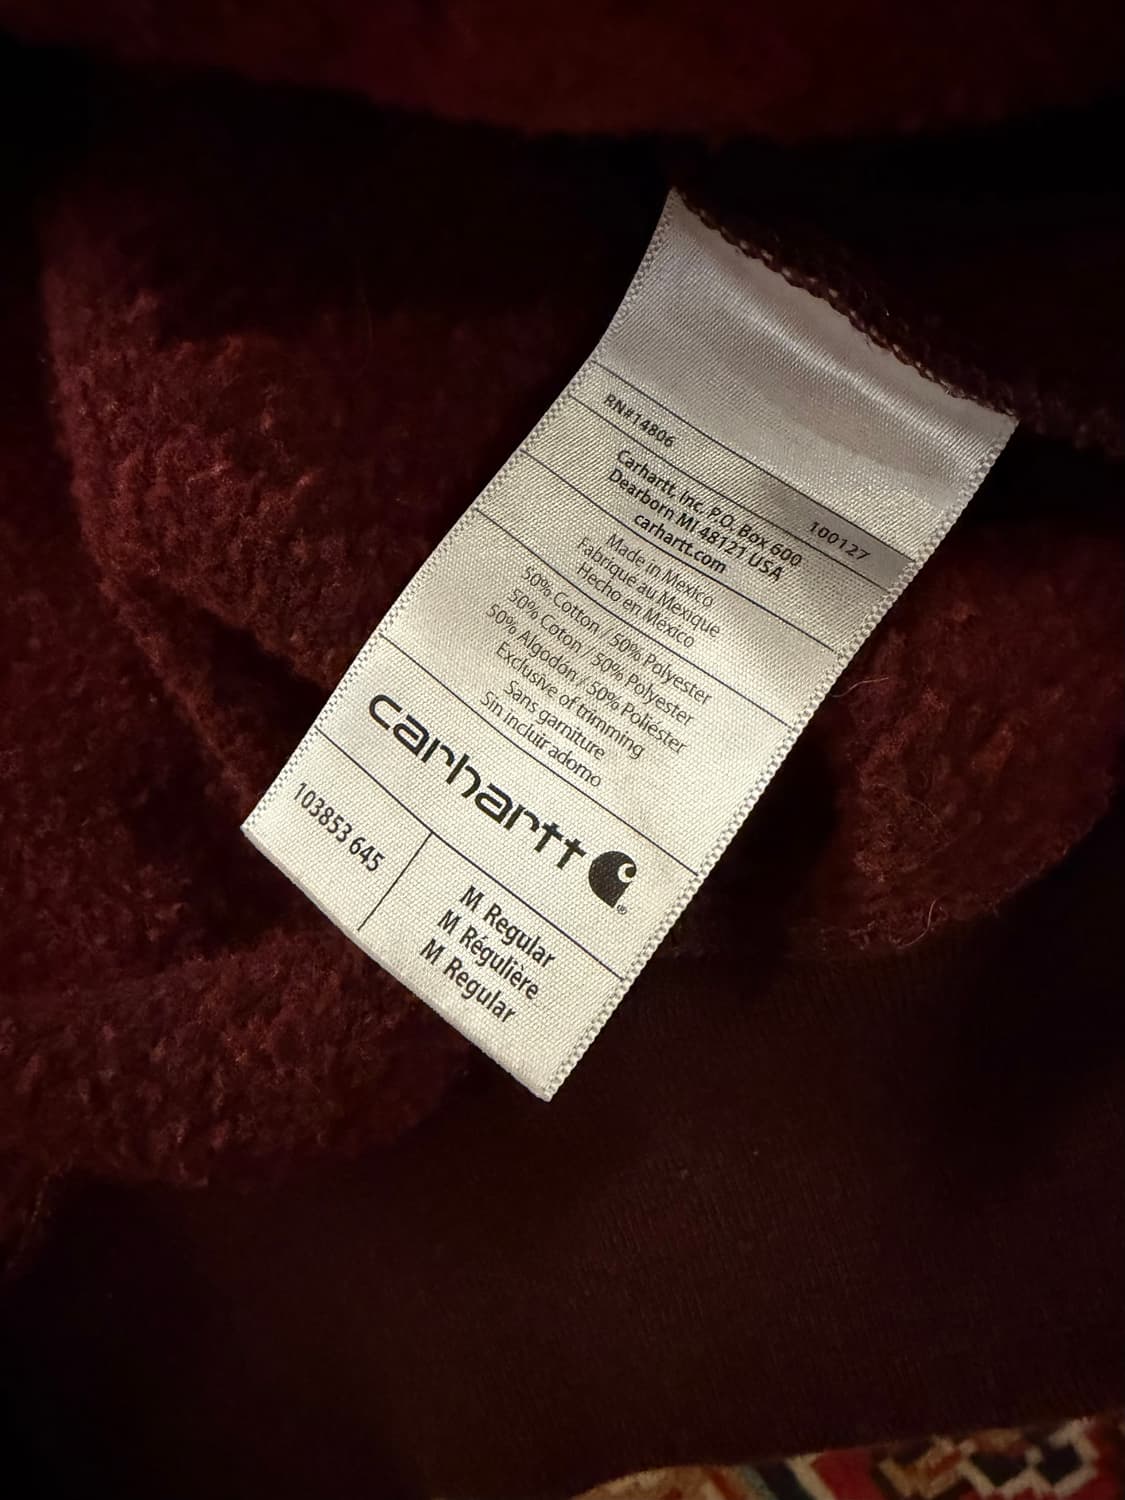 RN#14806 100127
Carhartt, Inc. P.O. Box 600
Dearborn MI 48121 USA
carhartt.com
Made in Mexico
Fabriqué au Mexique
Hecho en México
50% Cotton / 50% Polyester
50% Coton / 50% Polyester
50% Algodón / 50% Poliéster
Exclusive of trimming
Sans garniture
Sin incluir adorno
carhartt
®
103853 645
M Regular
M Régulière
M Regular